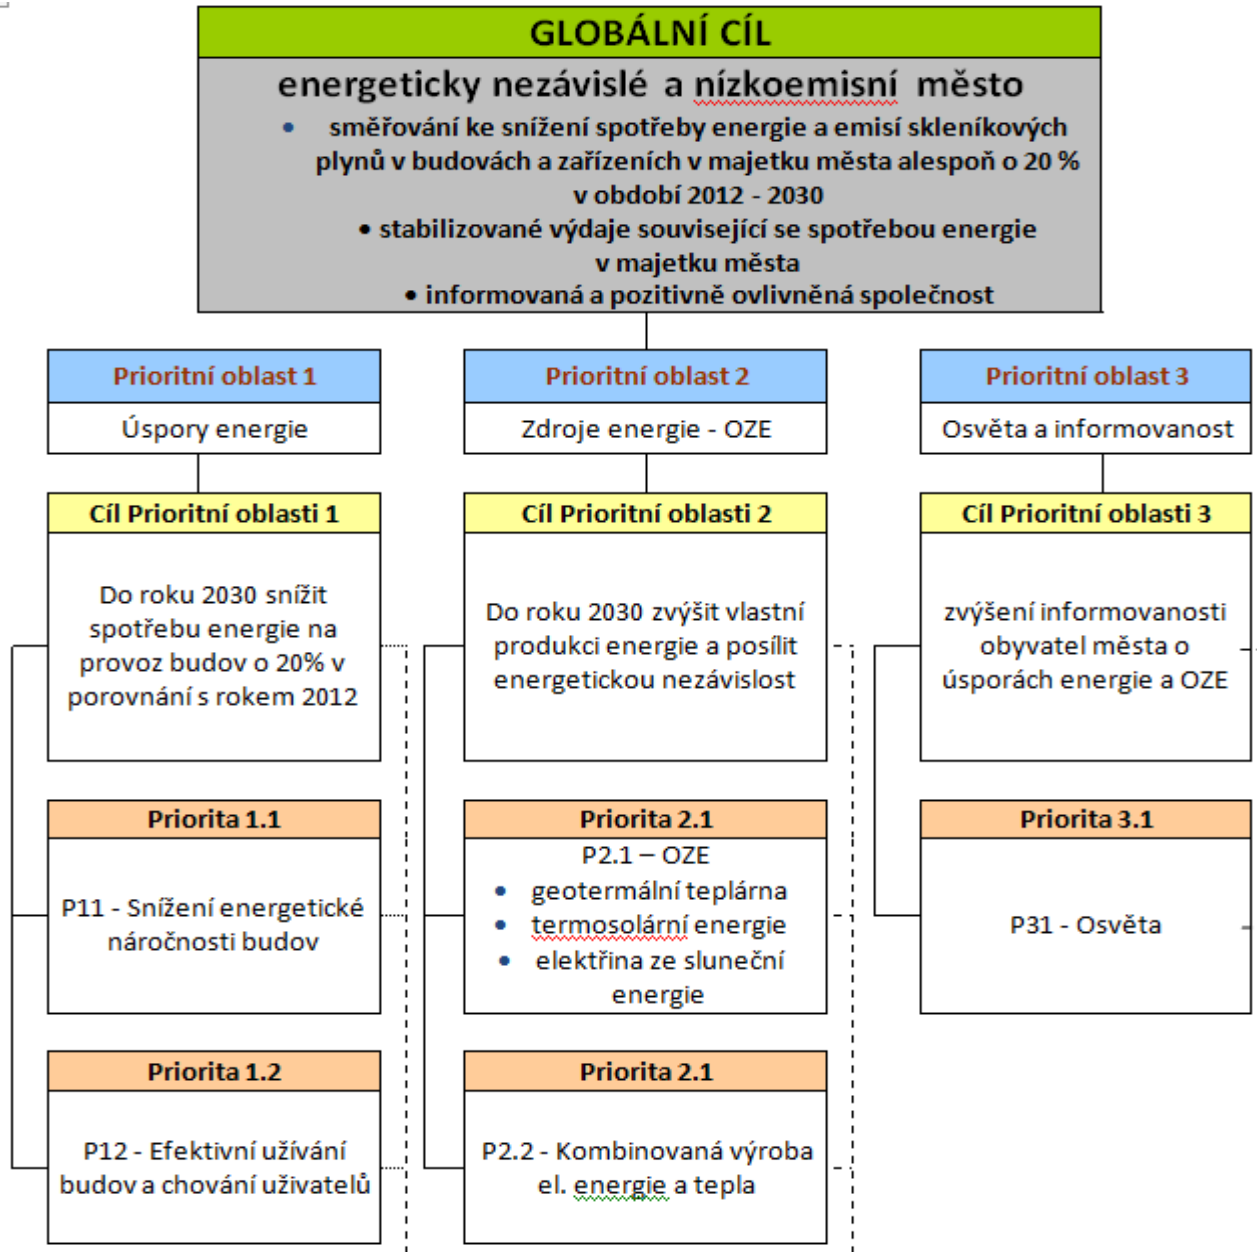 GLOBÁLNÍ CÍL
energeticky nezávislé a nízkoemisní město
• směřování ke snížení spotřeby energie a emisí skleníkových
plynů v budovách a zařízeních v majetku města alespoň o 20 %
v období 2012 - 2030
• stabilizované výdaje související se spotřebou energie
v majetku města
• informovaná a pozitivně ovlivněná společnost
Prioritní oblast 1
Úspory energie
Cíl Prioritní oblasti 1
Do roku 2030 snížit
spotřebu energie na
provoz budov o 20% v
porovnání s rokem 2012
Priorita 1.1
P11 - Snížení energetické
náročnosti budov
Priorita 1.2
P12 - Efektivní užívání
budov a chování uživatelů
Prioritní oblast 2
Zdroje energie - OZE
Cíl Prioritní oblasti 2
Do roku 2030 zvýšit vlastní
produkci energie a posílit
energetickou nezávislost
Priorita 2.1
P2.1 – OZE
• geotermální teplárna
• termosolární energie
• elektřina ze sluneční
energie
Priorita 2.1
P2.2 - Kombinovaná výroba
el. energie a tepla
Prioritní oblast 3
Osvěta a informovanost
Cíl Prioritní oblasti 3
zvýšení informovanosti
obyvatel města o
úsporách energie a OZE
Priorita 3.1
P31 - Osvěta